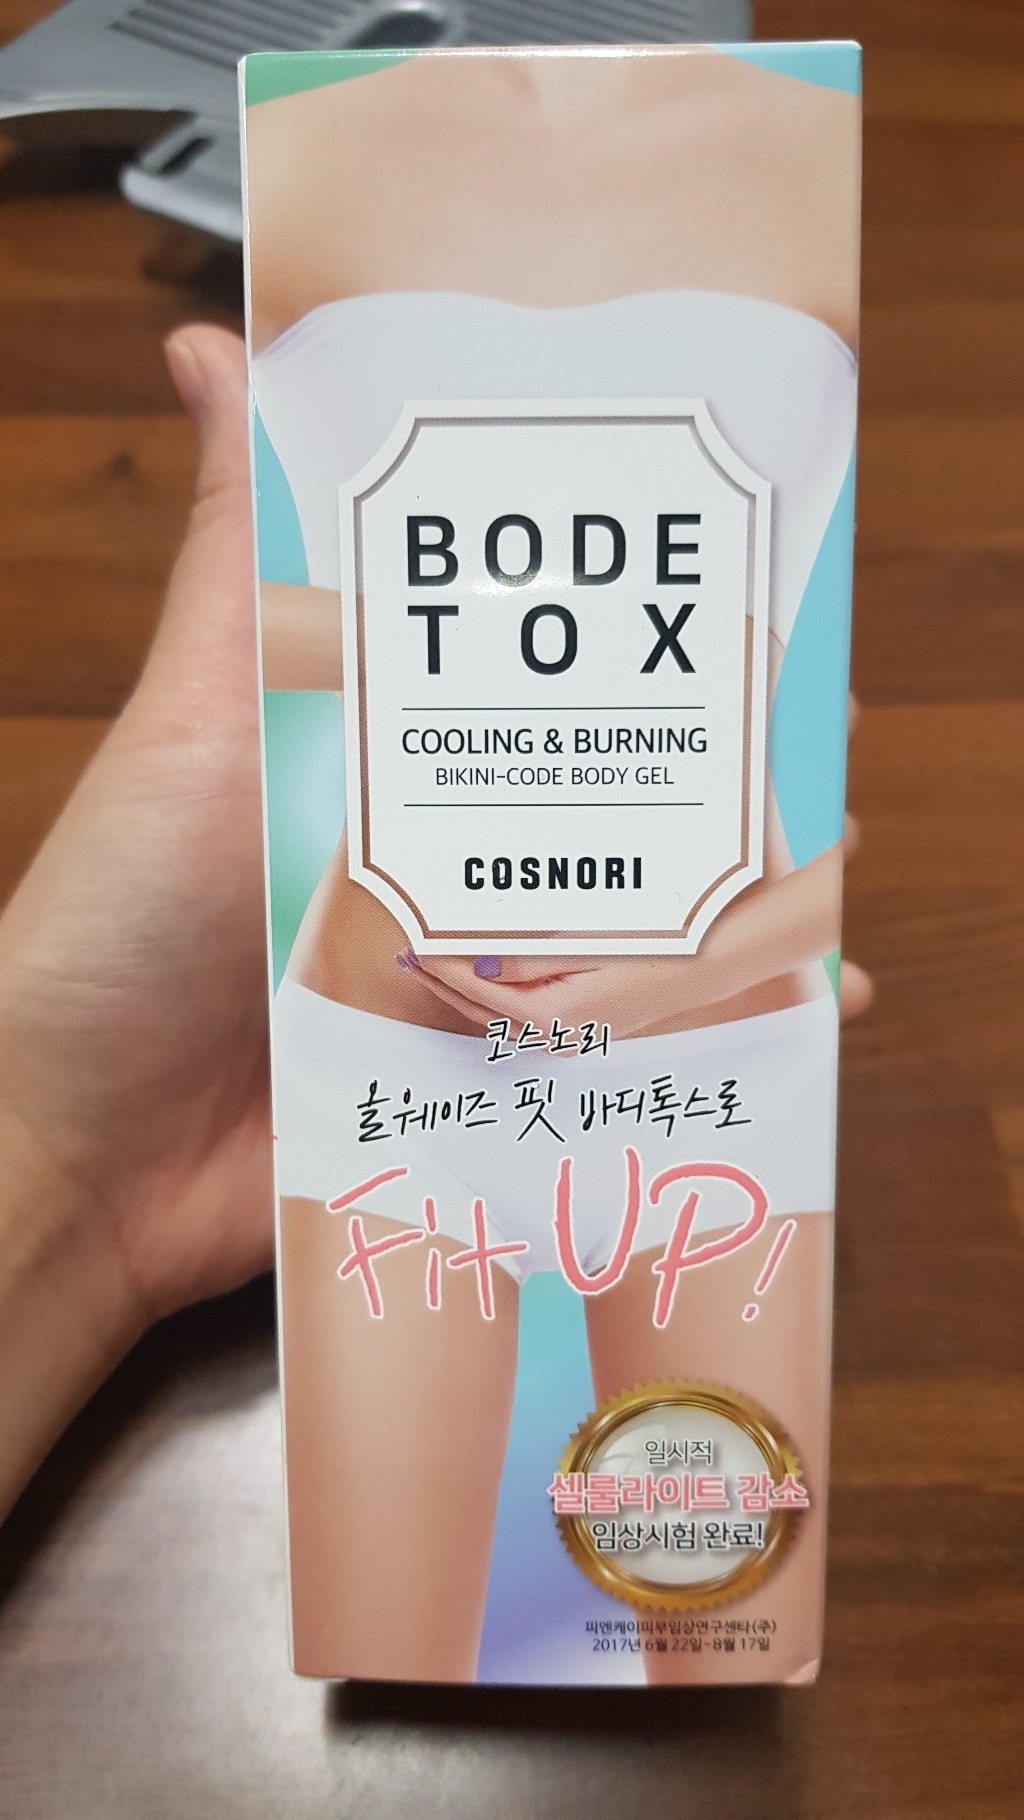 BODE
TOX
COOLING & BURNING
BIKINI-CODE BODY GEL
COSNORI
코스노리
올웨이즈 핏 바디톡스로
Fit UP!
일시적
셀룰라이트 감소
임상시험 완료!
피엔케이피부임상연구센타(주)
2017년 6월 22일~8월 17일